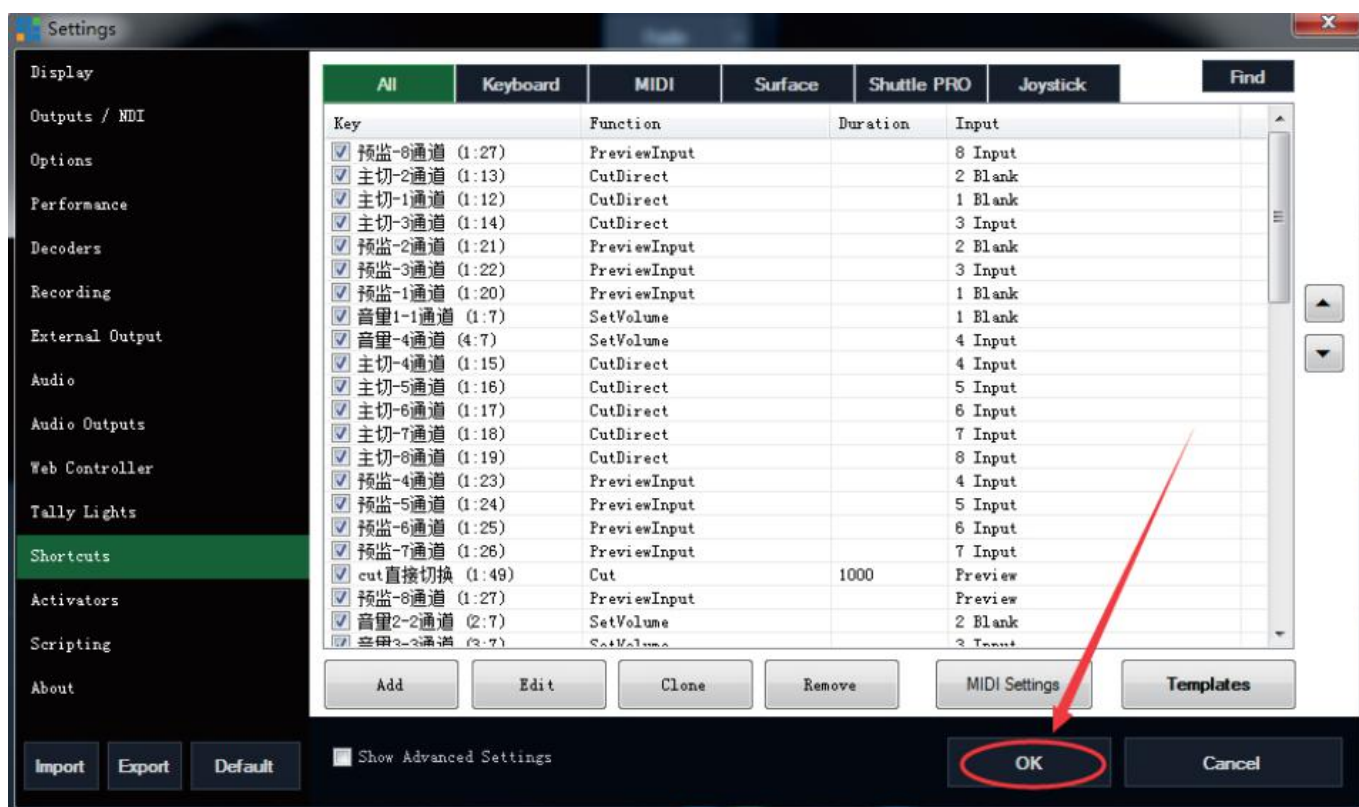 Settings
Display
Outputs / NDI
Options
Performance
Decoders
Recording
External Output
Audio
Audio Outputs
Web Controller
Tally Lights
Shortcuts
Activators
Scripting
About
Import Export Default
All Keyboard MIDI Surface Shuttle PRO Joystick Find
Key Function Duration Input
预监-8通道 (1:27) PreviewInput 8 Input
主切-2通道 (1:13) CutDirect 2 Blank
主切-1通道 (1:12) CutDirect 1 Blank
主切-3通道 (1:14) CutDirect 3 Input
预监-2通道 (1:21) PreviewInput 2 Blank
预监-3通道 (1:22) PreviewInput 3 Input
预监-1通道 (1:20) PreviewInput 1 Blank
音量1-1通道 (1:7) SetVolume 1 Blank
音量-4通道 (4:7) SetVolume 4 Input
主切-4通道 (1:15) CutDirect 4 Input
主切-5通道 (1:16) CutDirect 5 Input
主切-6通道 (1:17) CutDirect 6 Input
主切-7通道 (1:18) CutDirect 7 Input
主切-8通道 (1:19) CutDirect 8 Input
预监-4通道 (1:23) PreviewInput 4 Input
预监-5通道 (1:24) PreviewInput 5 Input
预监-6通道 (1:25) PreviewInput 6 Input
预监-7通道 (1:26) PreviewInput 7 Input
cut直接切换 (1:49) Cut 1000 Preview
预监-8通道 (1:27) PreviewInput Preview
音量2-2通道 (2:7) SetVolume 2 Blank
音量3-3通道 (3:7) SetVolume 3 Input
Add Edit Clone Remove MIDI Settings Templates
Show Advanced Settings OK Cancel